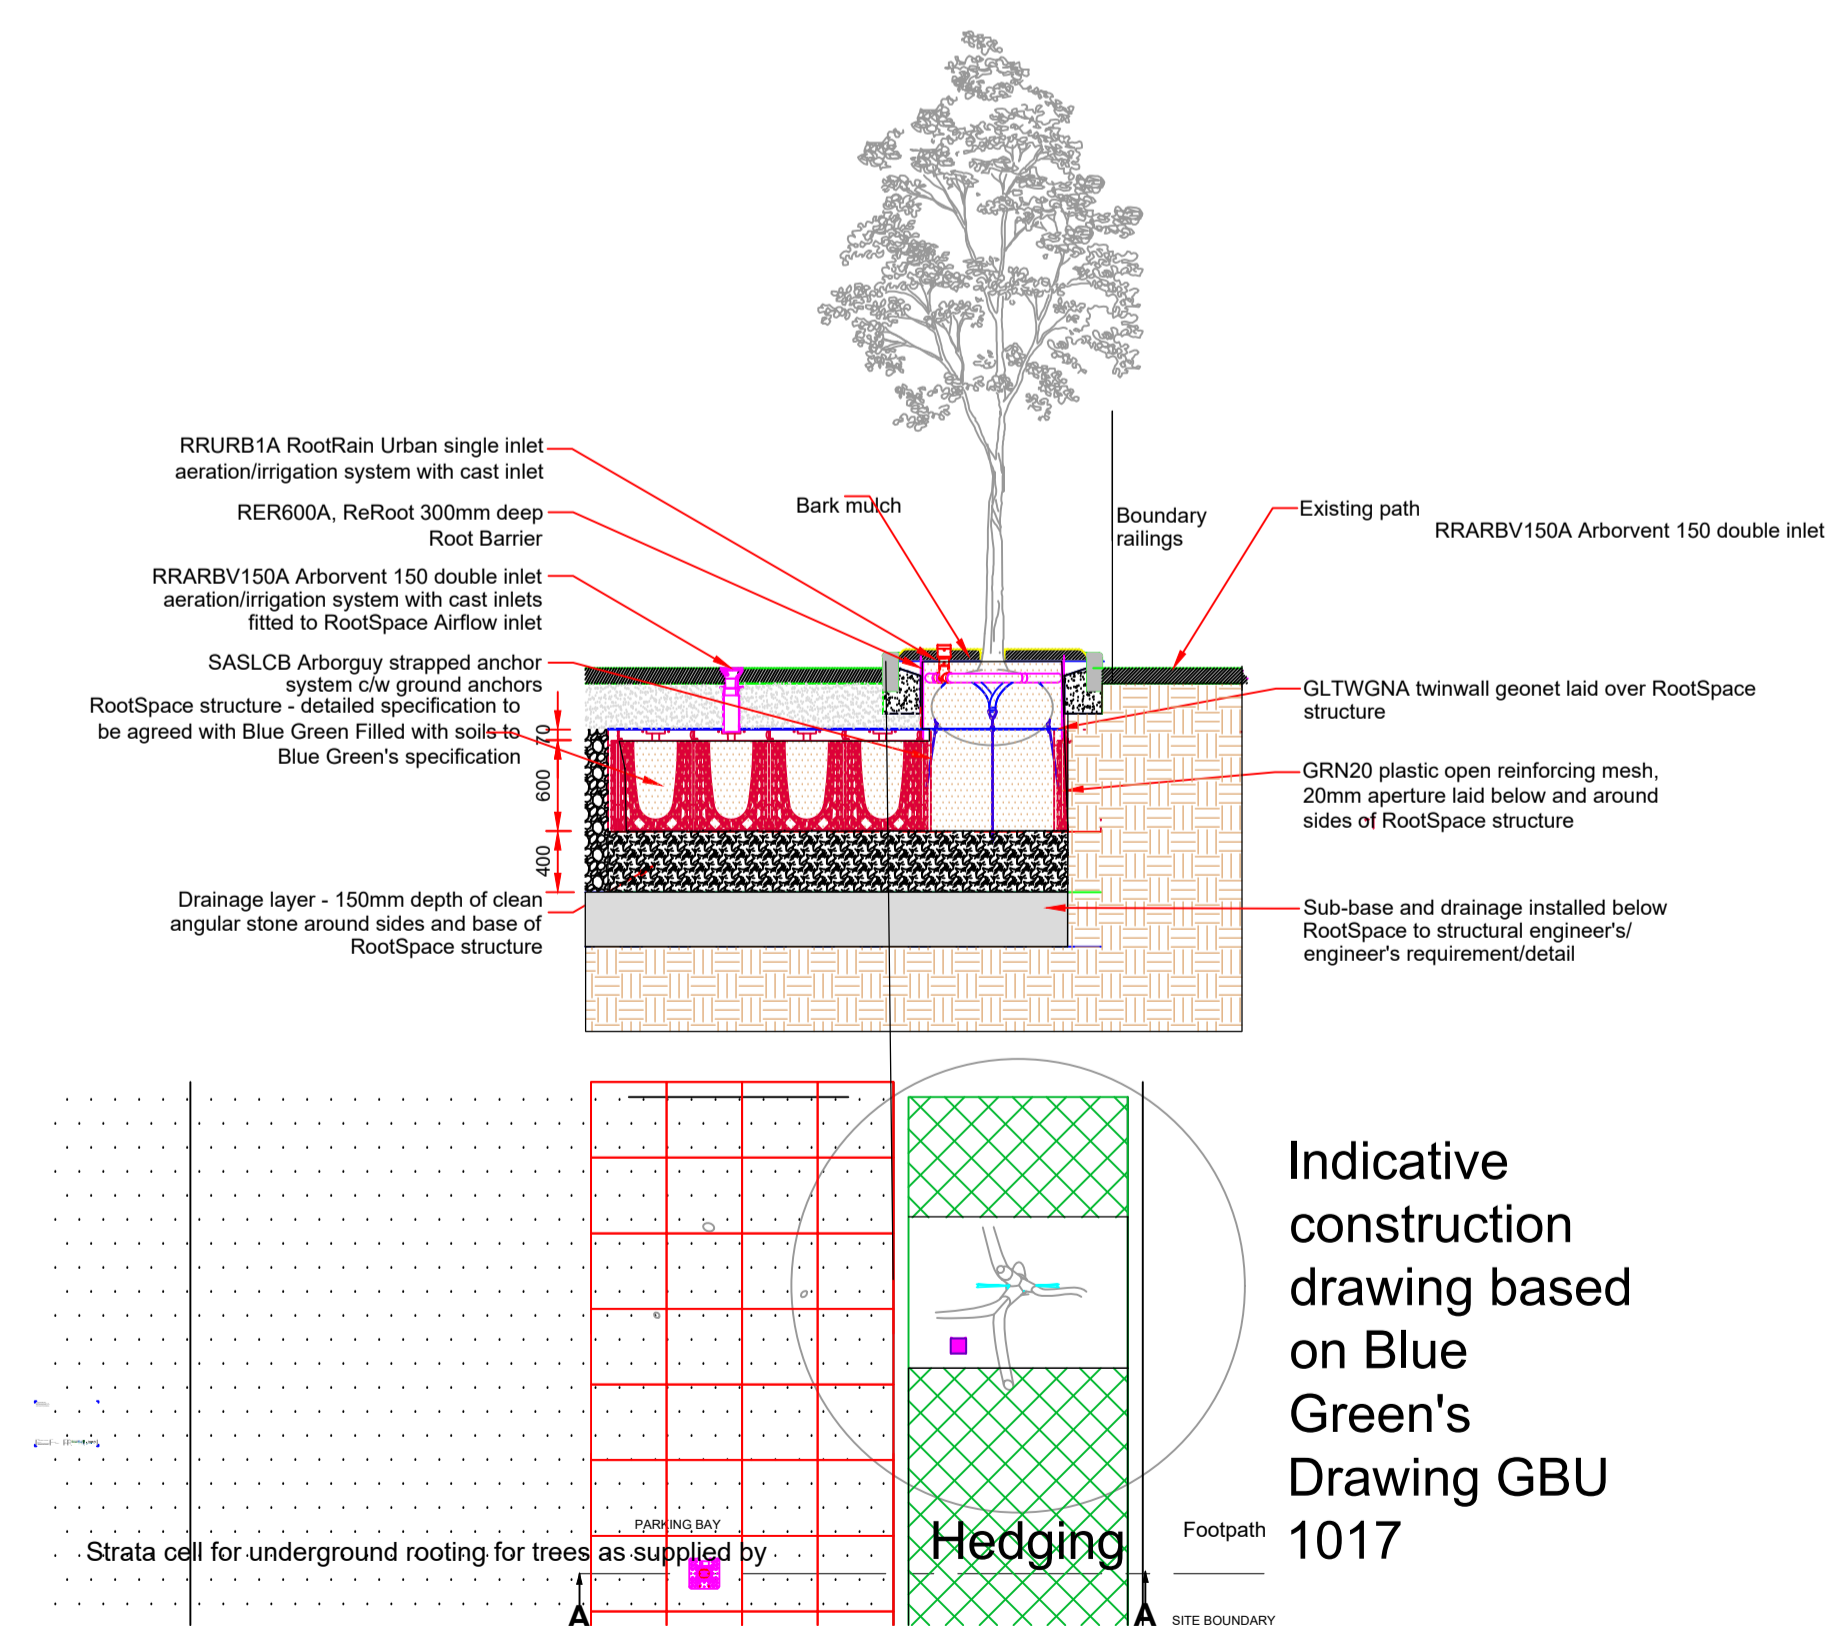 RRURB1A RootRain Urban single inlet
aeration/irrigation system with cast inlet
RER600A, ReRoot 300mm deep
Root Barrier
RRARBV150A Arborvent 150 double inlet
aeration/irrigation system with cast inlets
fitted to RootSpace Airflow inlet
SASLCB Arborguy strapped anchor
system c/w ground anchors
RootSpace structure - detailed specification to
be agreed with Blue Green Filled with soils to
Blue Green's specification
70
600
400
Drainage layer - 150mm depth of clean
angular stone around sides and base of
RootSpace structure
Bark mulch
Boundary
railings
Existing path
RRARBV150A Arborvent 150 double inlet
GLTWGNA twinwall geonet laid over RootSpace
structure
GRN20 plastic open reinforcing mesh,
20mm aperture laid below and around
sides of RootSpace structure
Sub-base and drainage installed below
RootSpace to structural engineer's/
engineer's requirement/detail
Indicative
construction
drawing based
on Blue
Green's
Drawing GBU
1017
PARKING BAY
Strata cell for underground rooting for trees as supplied by
Hedging
Footpath
A
A
SITE BOUNDARY